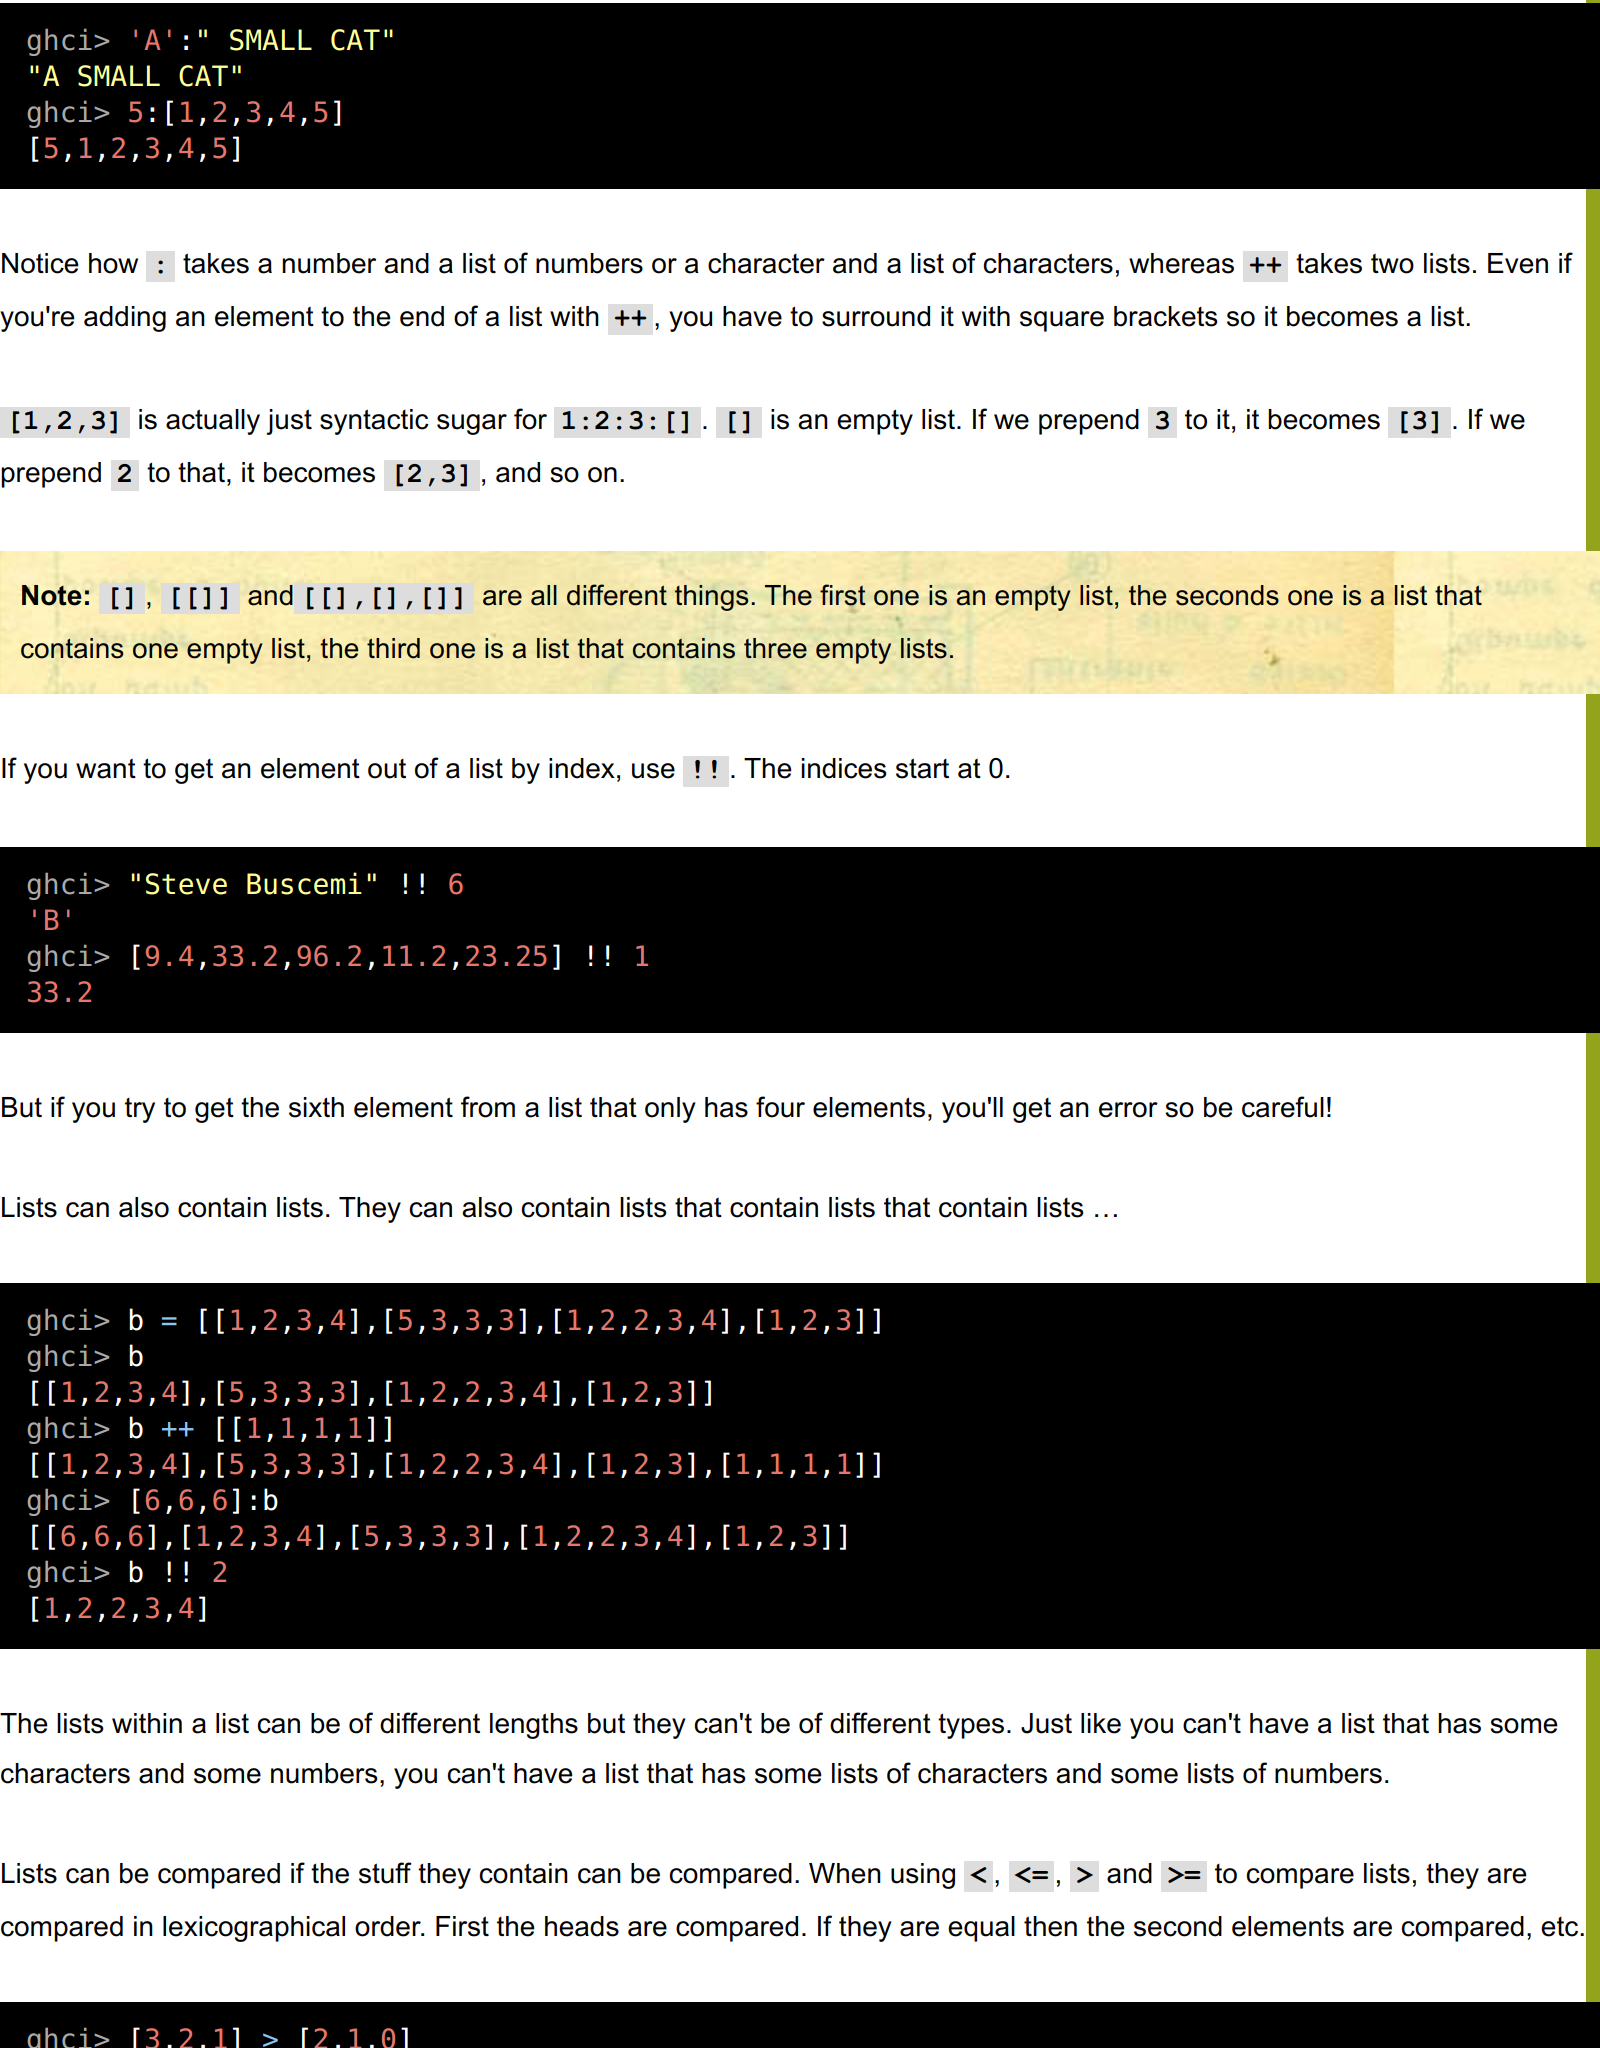 ghci> 'A':" SMALL CAT"
"A SMALL CAT"
ghci> 5:[1,2,3,4,5]
[5,1,2,3,4,5]
Notice how : takes a number and a list of numbers or a character and a list of characters, whereas ++ takes two lists. Even if
you're adding an element to the end of a list with ++, you have to surround it with square brackets so it becomes a list.
[1,2,3] is actually just syntactic sugar for 1:2:3:[]. [] is an empty list. If we prepend 3 to it, it becomes [3]. If we
prepend 2 to that, it becomes [2,3], and so on.
Note: [], [[]] and [[],[],[]] are all different things. The first one is an empty list, the seconds one is a list that
contains one empty list, the third one is a list that contains three empty lists.
If you want to get an element out of a list by index, use !!. The indices start at 0.
ghci> "Steve Buscemi" !! 6
'B'
ghci> [9.4,33.2,96.2,11.2,23.25] !! 1
33.2
But if you try to get the sixth element from a list that only has four elements, you'll get an error so be careful!
Lists can also contain lists. They can also contain lists that contain lists that contain lists …
ghci> b = [[1,2,3,4],[5,3,3,3],[1,2,2,3,4],[1,2,3]]
ghci> b
[[1,2,3,4],[5,3,3,3],[1,2,2,3,4],[1,2,3]]
ghci> b ++ [[1,1,1,1]]
[[1,2,3,4],[5,3,3,3],[1,2,2,3,4],[1,2,3],[1,1,1,1]]
ghci> [6,6,6]:b
[[6,6,6],[1,2,3,4],[5,3,3,3],[1,2,2,3,4],[1,2,3]]
ghci> b !! 2
[1,2,2,3,4]
The lists within a list can be of different lengths but they can't be of different types. Just like you can't have a list that has some
characters and some numbers, you can't have a list that has some lists of characters and some lists of numbers.
Lists can be compared if the stuff they contain can be compared. When using <, <=, > and >= to compare lists, they are
compared in lexicographical order. First the heads are compared. If they are equal then the second elements are compared, etc.
ghci> [3,2,1] > [2,1,0]